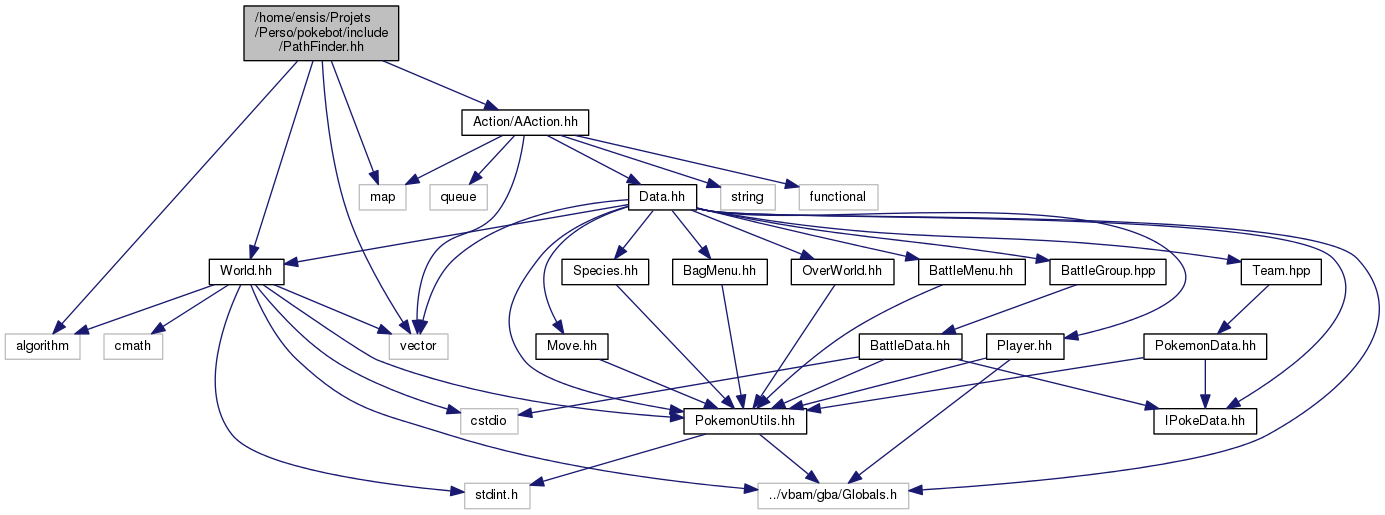 /home/ensis/Projets
/Perso/pokebot/include
/PathFinder.hh
Action/AAction.hh
map
queue
Data.hh
string
functional
World.hh
Species.hh
BagMenu.hh
OverWorld.hh
BattleMenu.hh
BattleGroup.hpp
Team.hpp
algorithm
cmath
vector
Move.hh
BattleData.hh
Player.hh
PokemonData.hh
cstdio
PokemonUtils.hh
IPokeData.hh
stdint.h
../vbam/gba/Globals.h